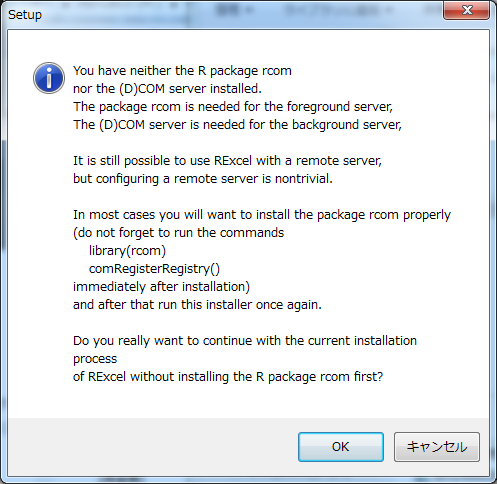 Setup
You have neither the R package rcom
nor the (D)COM server installed.
The package rcom is needed for the foreground server,
The (D)COM server is needed for the background server,
It is still possible to use RExcel with a remote server,
but configuring a remote server is nontrivial.
In most cases you will want to install the package rcom properly
(do not forget to run the commands
library(rcom)
comRegisterRegistry()
immediately after installation)
and after that run this installer once again.
Do you really want to continue with the current installation
process
of RExcel without installing the R package rcom first?
OK
キャンセル